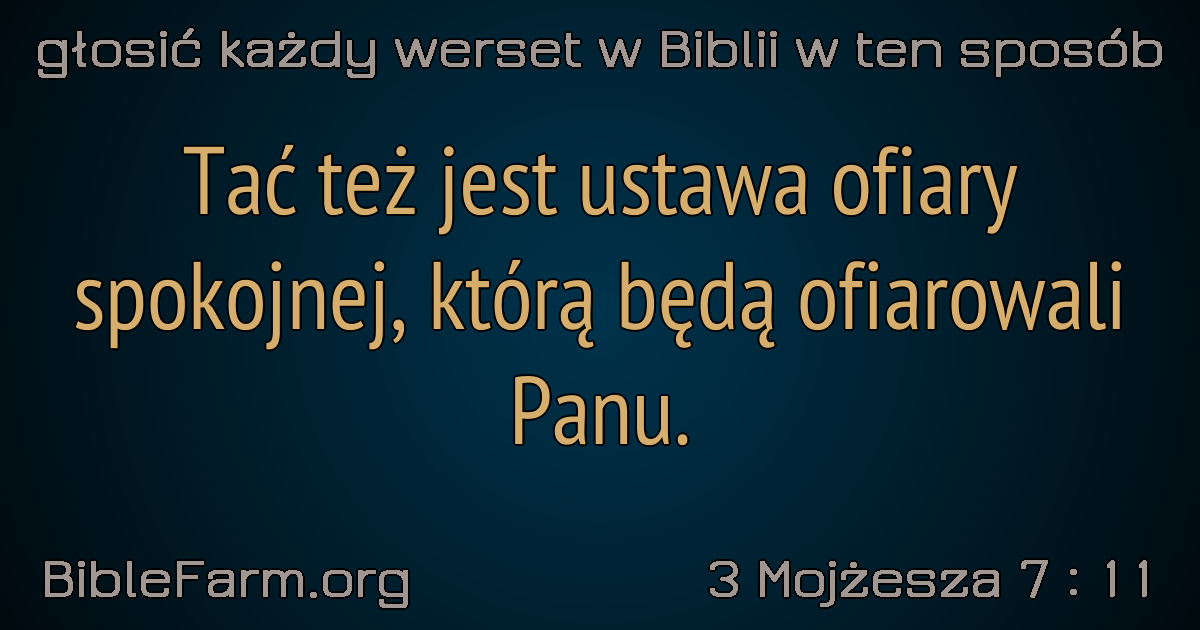 głosić każdy werset w Biblii w ten sposób
Tać też jest ustawa ofiary
spokojnej, którą będą ofiarowali
Panu.
BibleFarm.org
3 Mojżesza 7 : 11